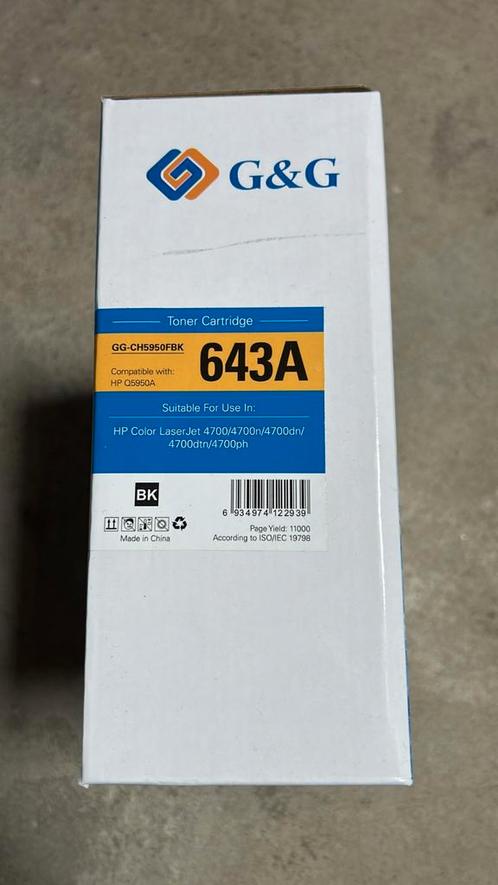 G&G
Toner Cartridge
GG-CH5950FBK
643A
Compatible with:
HP Q5950A
Suitable For Use In:
HP Color LaserJet 4700/4700n/4700dn/
4700dtn/4700ph
BK
6 934974 122939
Made in China
Page Yield: 11000
According to ISO/IEC 19798